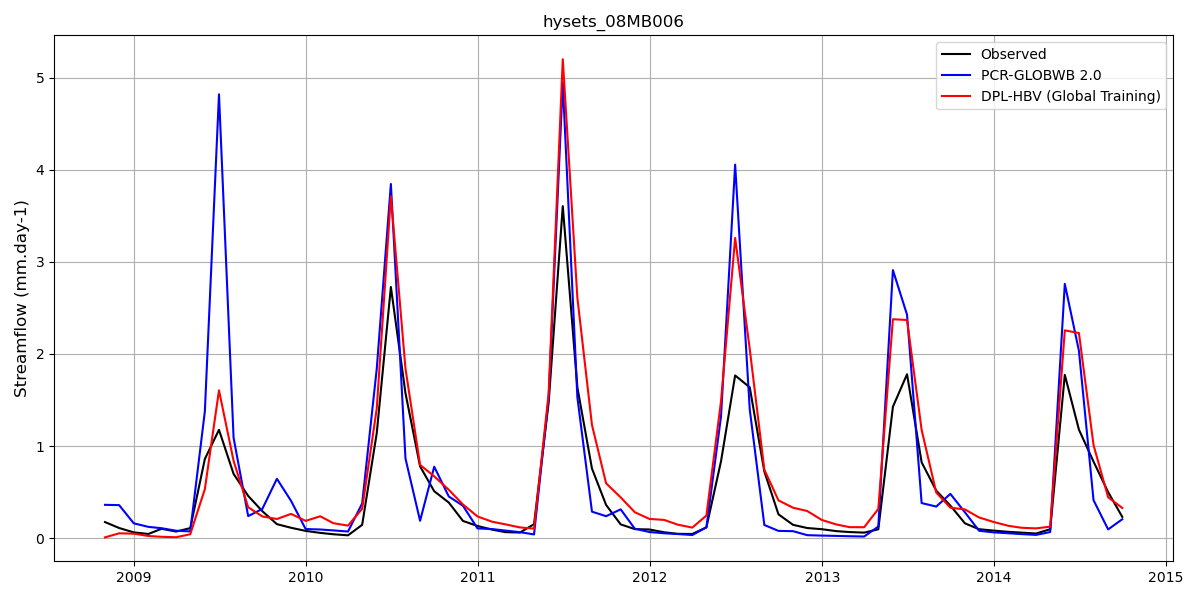 hysets_08MB006
Observed
PCR-GLOBWB 2.0
DPL-HBV (Global Training)
Streamflow (mm.day-1)
5
4
3
2
1
0
2009 2010 2011 2012 2013 2014 2015